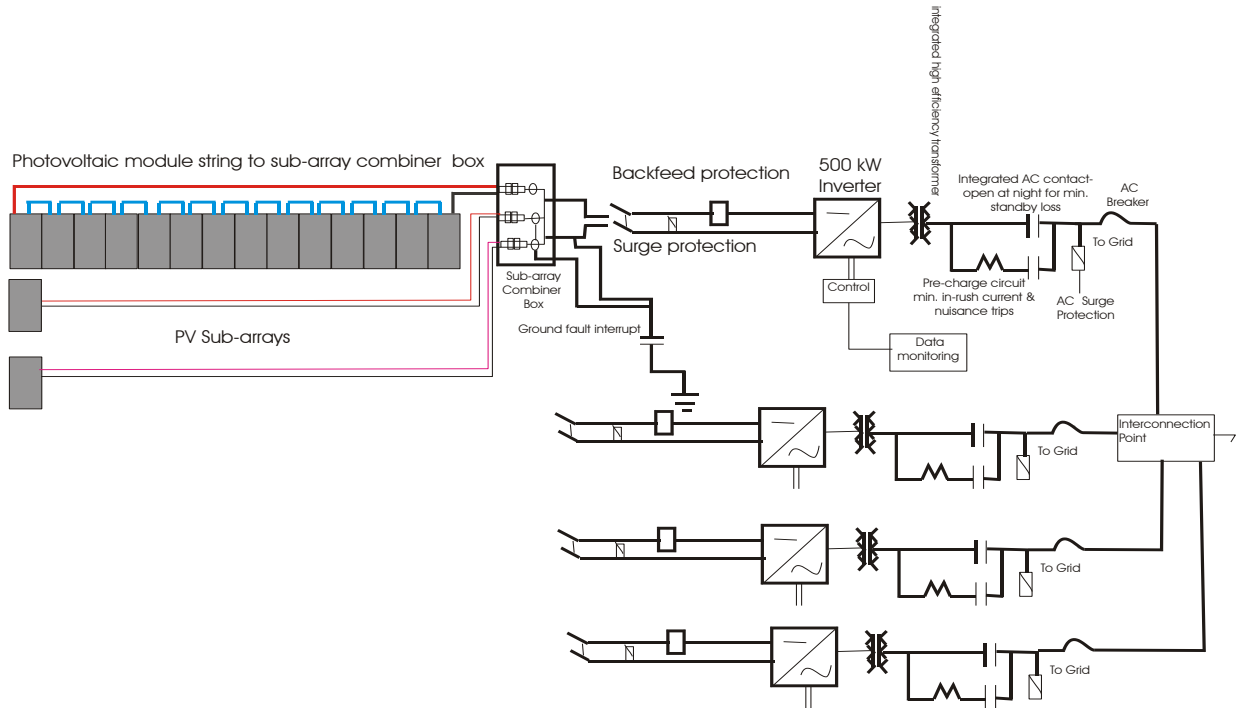 integrated high efficiency transformer
Photovoltaic module string to sub-array combiner box
Backfeed protection
500 kW
Inverter
Integrated AC contact-
open at night for min.
standby loss
AC
Breaker
To Grid
Surge protection
Sub-array
Combiner
Box
Control
Pre-charge circuit
min. in-rush current &
nuisance trips
AC Surge
Protection
Ground fault interrupt
PV Sub-arrays
Data
monitoring
Interconnection
Point
To Grid
To Grid
To Grid